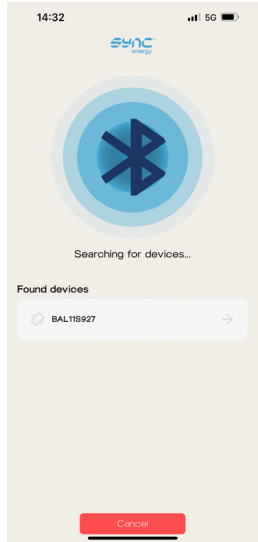 14:32
5G
sync
energy
Searching for devices...
Found devices
BAL11S927
Cancel